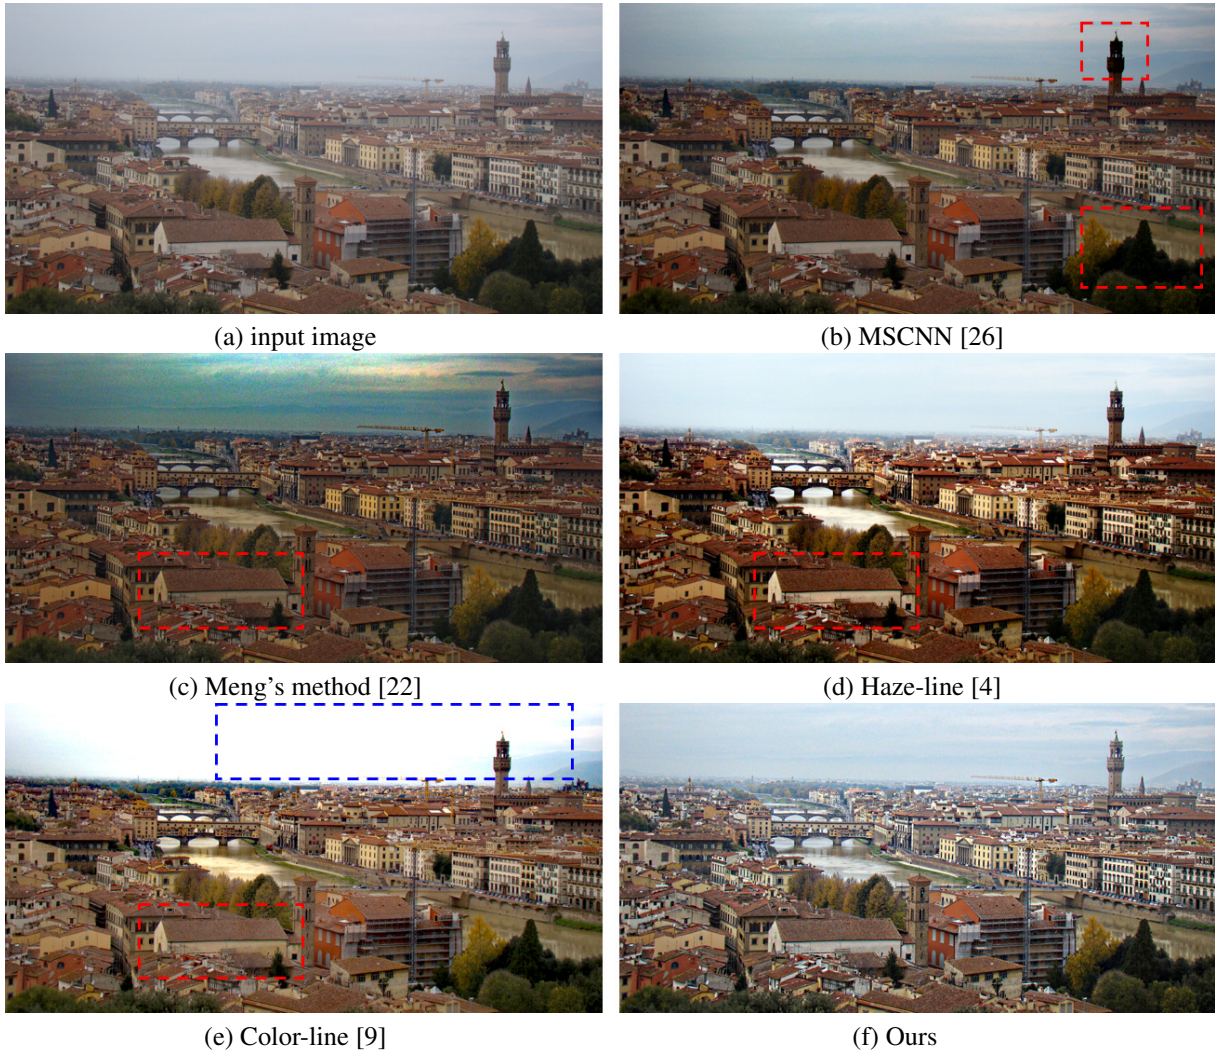 (a) input image
(b) MSCNN [26]
(c) Meng's method [22]
(d) Haze-line [4]
(e) Color-line [9]
(f) Ours